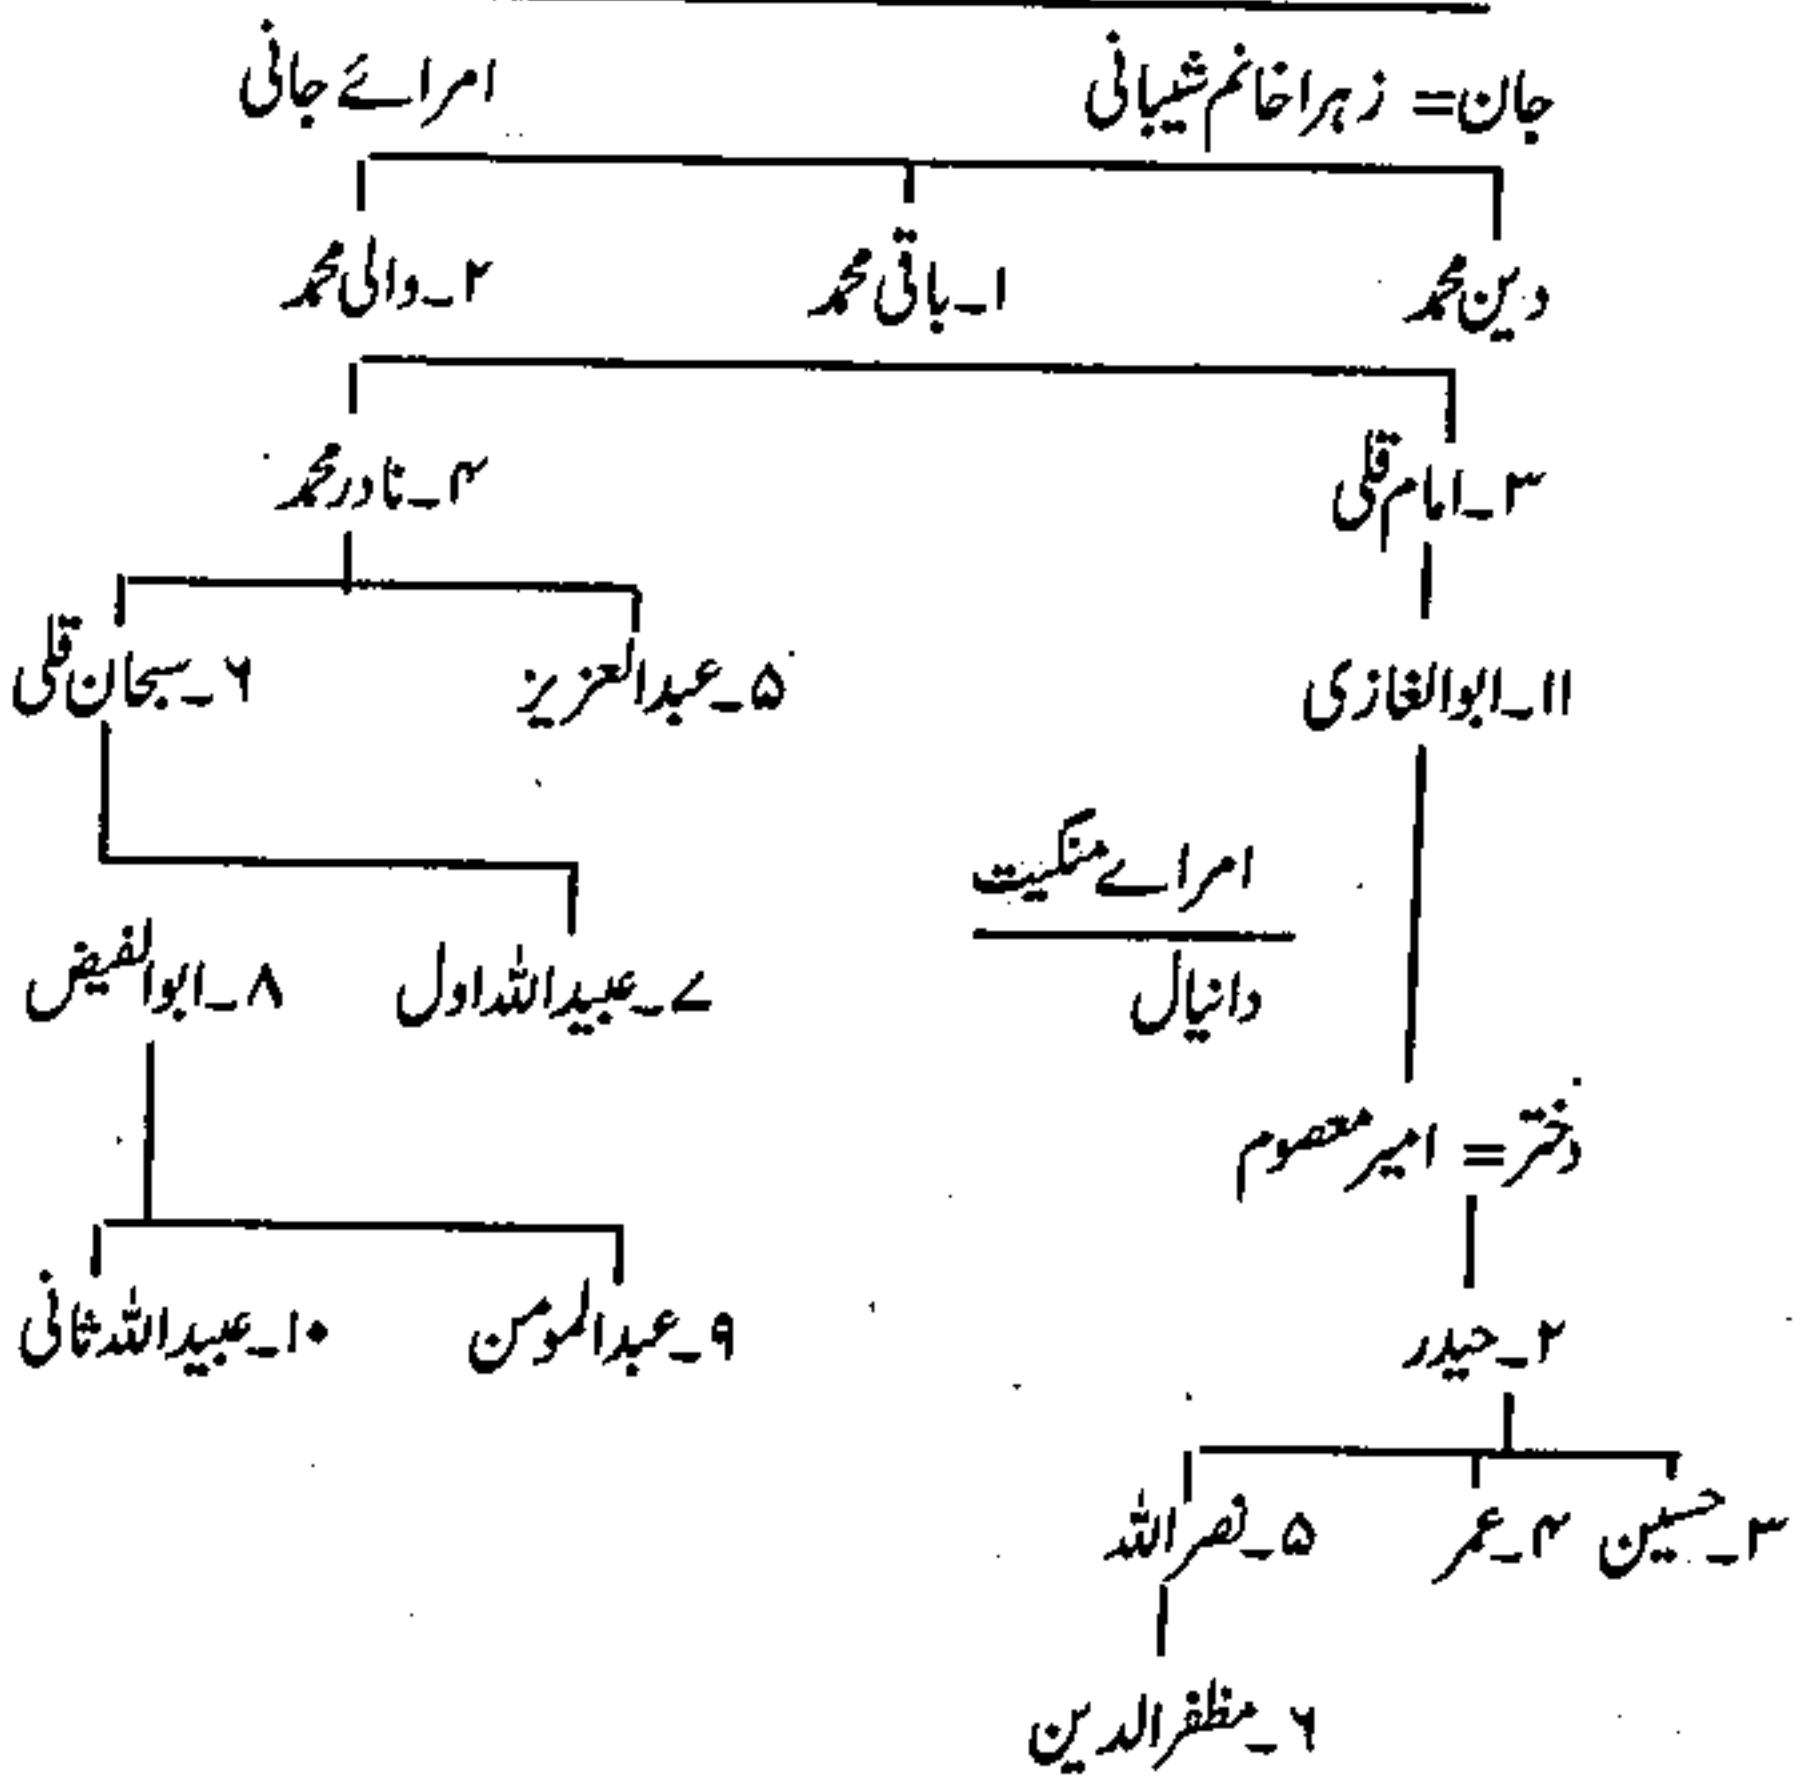 جان = زہرا خانم شیبانی امرائے جانی
دین محمد ۱۔ باقی محمد ۲۔ والی محمد
۳۔ امام قلی ۴۔ نادر محمد
۱۱۔ ابوالغازی ۵۔ عبدالعزیز ۶۔ سبحان قلی
امرائے منگیت
دانیال ۷۔ عبیداللہ اول ۸۔ ابوالفیض
دختر = امیر معصوم
۲۔ حیدر ۹۔ عبدالمومن ۱۰۔ عبیداللہ ثانی
۳۔ حسین ۴۔ عمر ۵۔ نصراللہ
۶۔ مظفرالدین